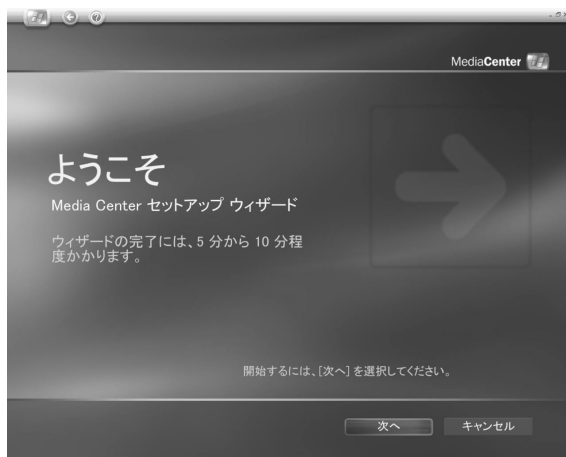 MediaCenter
ようこそ
Media Center セットアップ ウィザード
ウィザードの完了には、5 分から 10 分程
度かかります。
開始するには、[次へ] を選択してください。
次へ
キャンセル